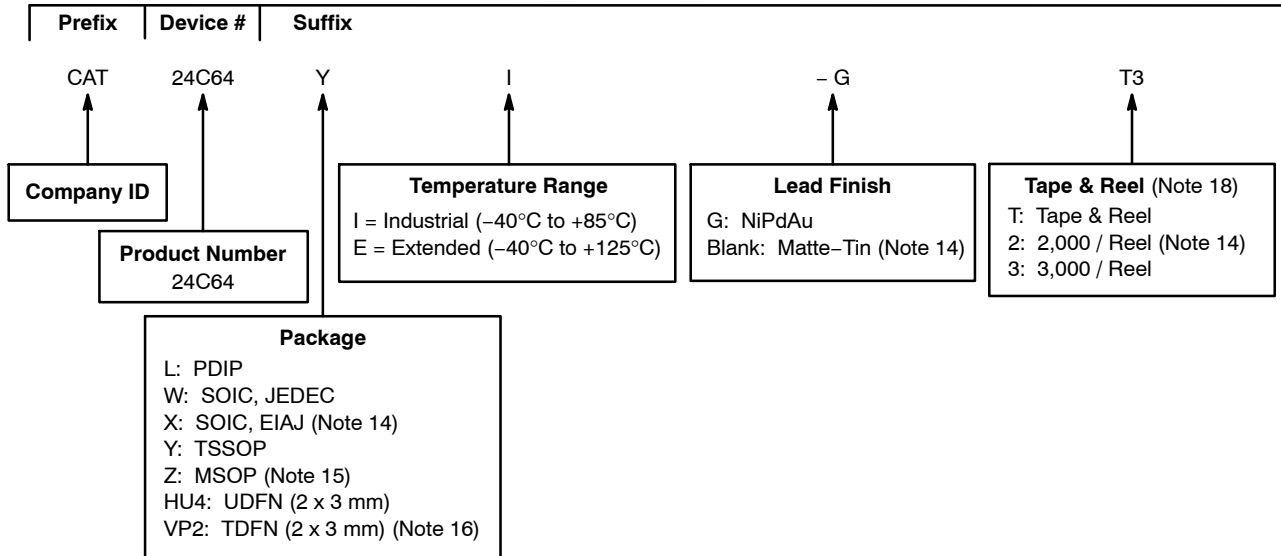 Prefix Device # Suffix
CAT 24C64 Y I − G T3
Company ID
Product Number
24C64
Package
L: PDIP
W: SOIC, JEDEC
X: SOIC, EIAJ (Note 14)
Y: TSSOP
Z: MSOP (Note 15)
HU4: UDFN (2 x 3 mm)
VP2: TDFN (2 x 3 mm) (Note 16)
Temperature Range
I = Industrial (−40°C to +85°C)
E = Extended (−40°C to +125°C)
Lead Finish
G: NiPdAu
Blank: Matte−Tin (Note 14)
Tape & Reel (Note 18)
T: Tape & Reel
2: 2,000 / Reel (Note 14)
3: 3,000 / Reel